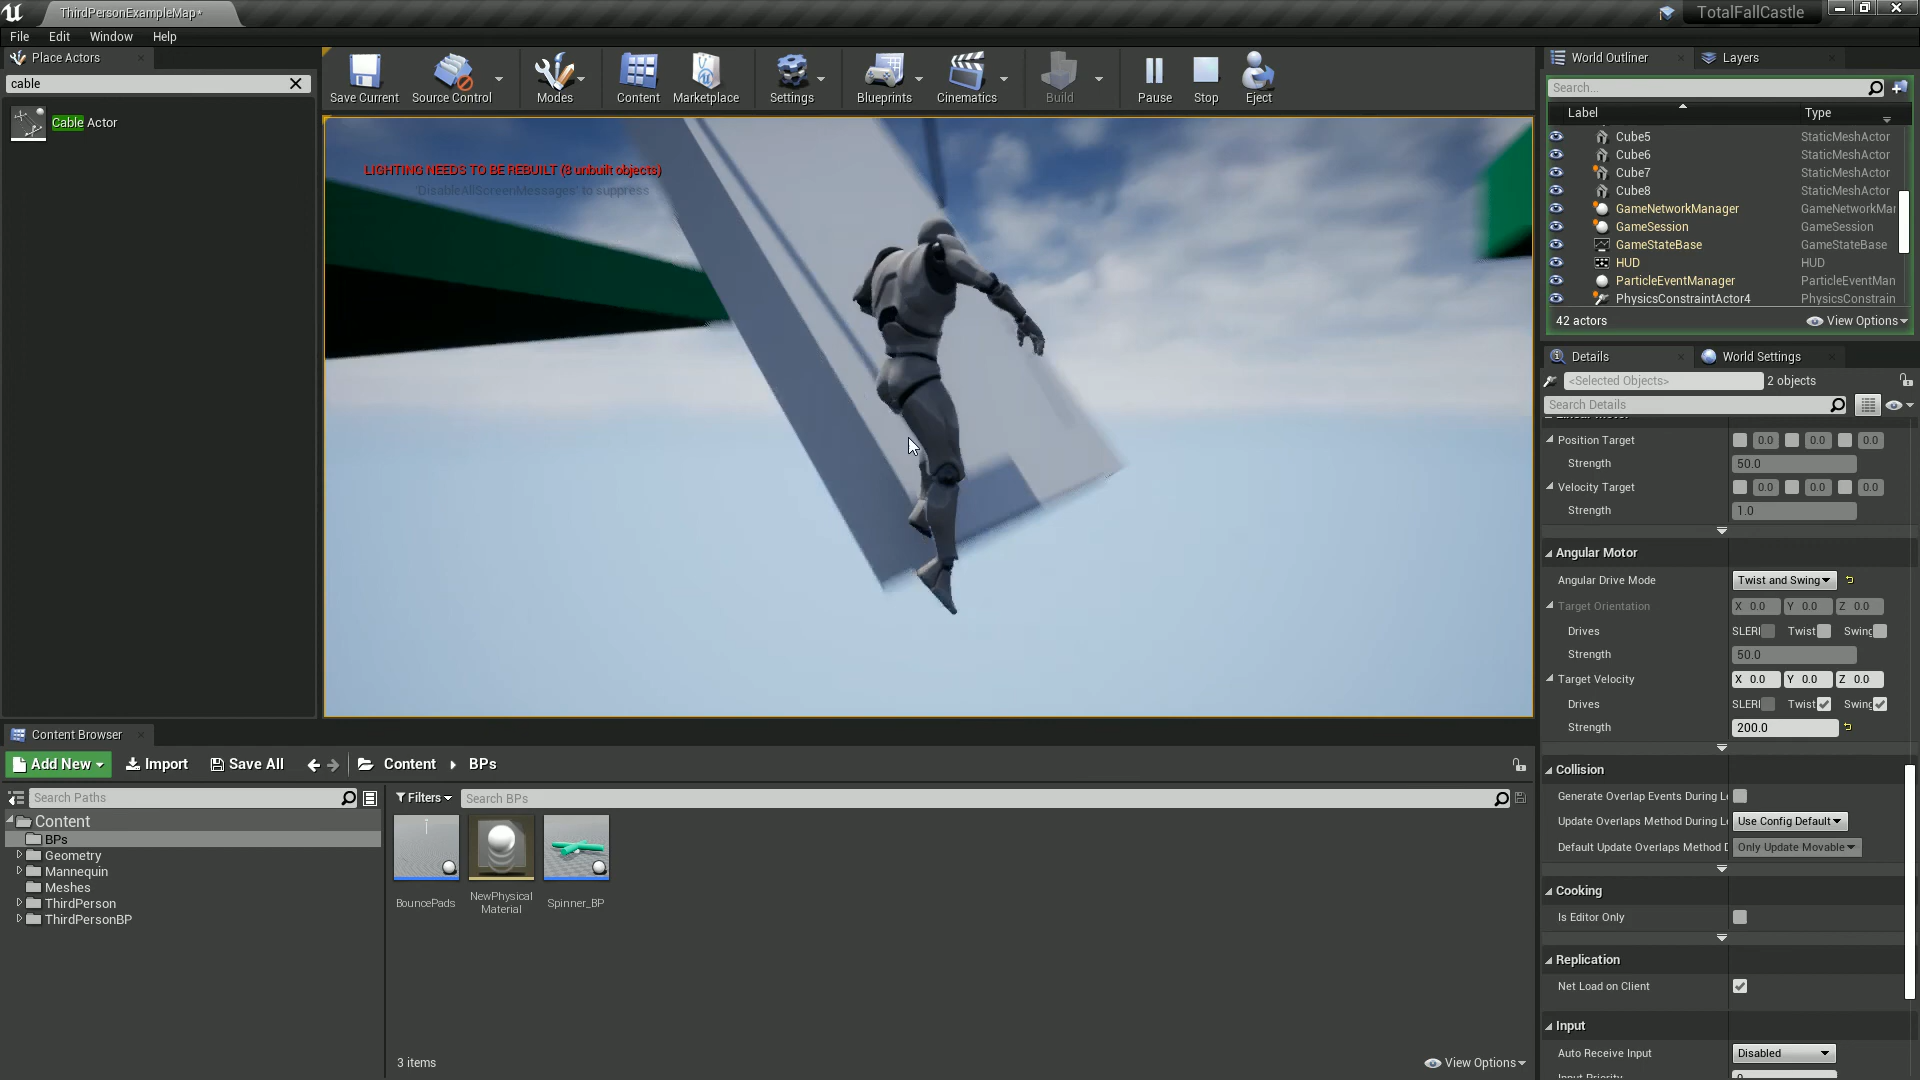 ThirdPersonExampleMap*
TotalFallCastle
File Edit Window Help
Place Actors
cable
Cable Actor
Save Current
Source Control
Modes
Content
Marketplace
Settings
Blueprints
Cinematics
Build
Pause
Stop
Eject
LIGHTING NEEDS TO BE REBUILT (8 unbuilt objects)
'DisableAllScreenMessages' to suppress
World Outliner
Layers
Search...
Label Type
Cube5 StaticMeshActor
Cube6 StaticMeshActor
Cube7 StaticMeshActor
Cube8 StaticMeshActor
GameNetworkManager GameNetworkMar
GameSession GameSession
GameStateBase GameStateBase
HUD HUD
ParticleEventManager ParticleEventMan
PhysicsConstraintActor4 PhysicsConstrain
42 actors
View Options
Details
World Settings
<Selected Objects> 2 objects
Search Details
Position Target 0.0 0.0 0.0
Strength 50.0
Velocity Target 0.0 0.0 0.0
Strength 1.0
Angular Motor
Angular Drive Mode Twist and Swing
Target Orientation X 0.0 Y 0.0 Z 0.0
Drives SLERI Twist Swing
Strength 50.0
Target Velocity X 0.0 Y 0.0 Z 0.0
Drives SLERI Twist Swing
Strength 200.0
Collision
Generate Overlap Events During Le
Update Overlaps Method During Le Use Config Default
Default Update Overlaps Method D Only Update Movable
Cooking
Is Editor Only
Replication
Net Load on Client
Input
Auto Receive Input Disabled
Content Browser
Add New
Import
Save All
Content
BPs
Search Paths
Filters
Search BPs
Content
BPs
Geometry
Mannequin
Meshes
ThirdPerson
ThirdPersonBP
BouncePads
NewPhysical
Material
Spinner_BP
3 items
View Options